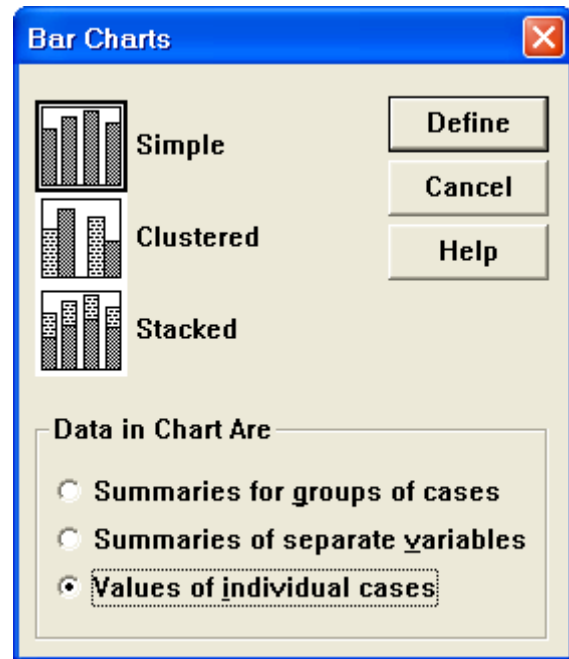 Bar Charts
Simple
Clustered
Stacked
Define
Cancel
Help
Data in Chart Are
Summaries for groups of cases
Summaries of separate variables
Values of individual cases